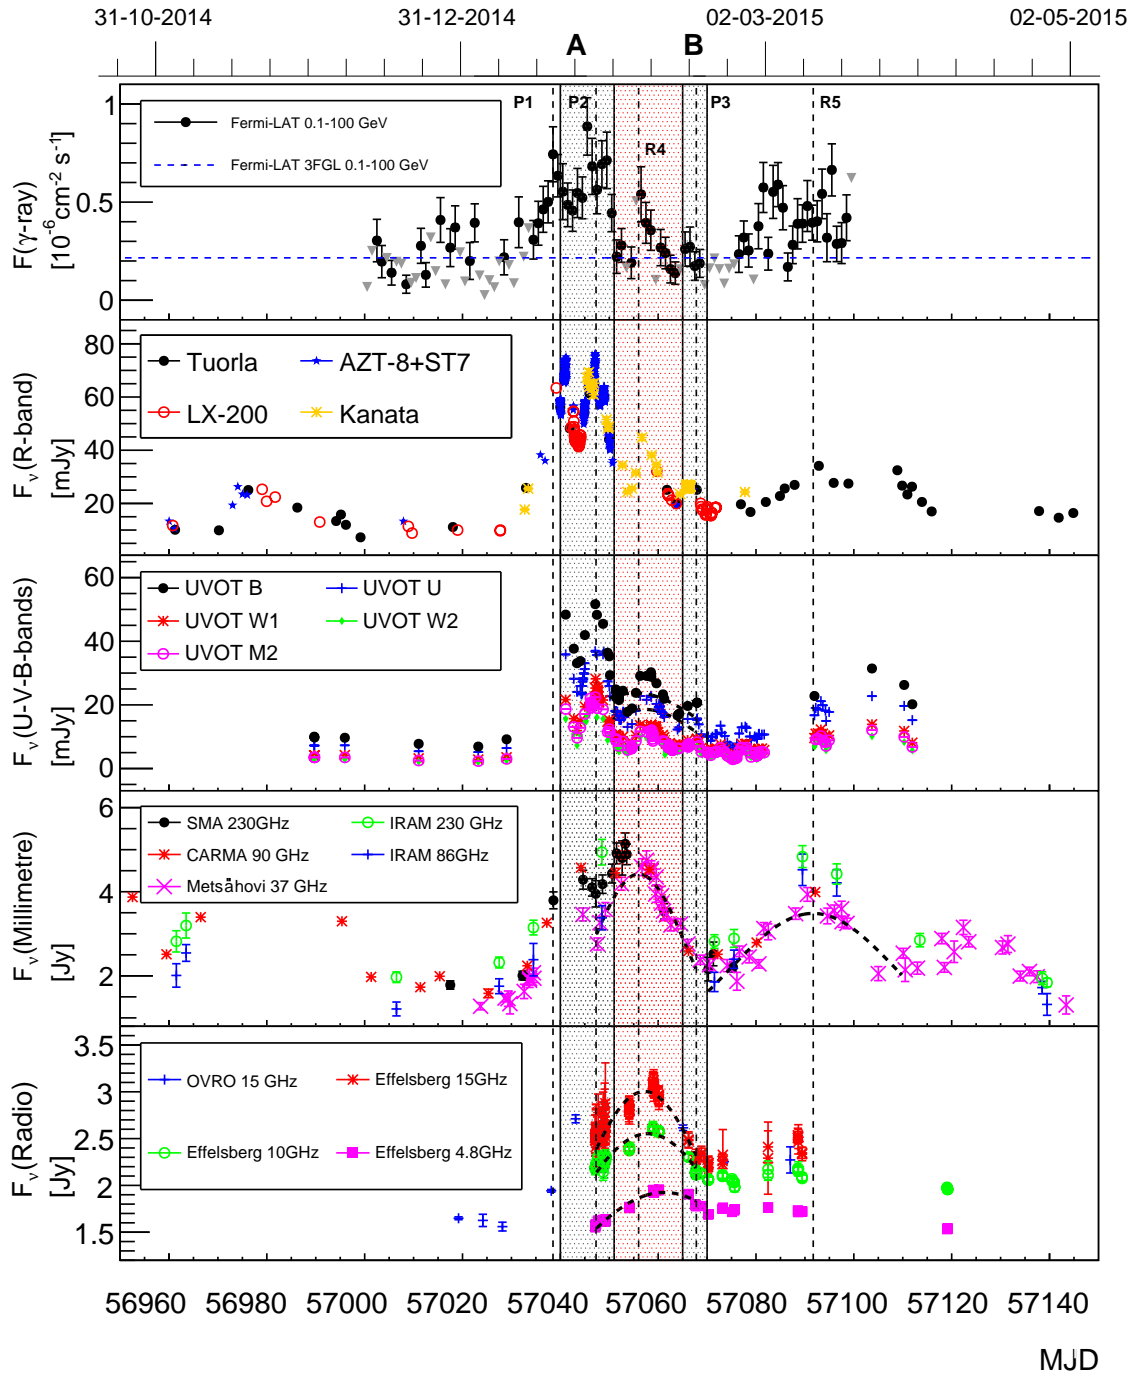 31-10-2014 31-12-2014 02-03-2015 02-05-2015
A B
P1 P2 P3 R5
R4
F(γ-ray)
[10⁻⁶cm⁻² s⁻¹]
1
0.5
0
Fermi-LAT 0.1-100 GeV
Fermi-LAT 3FGL 0.1-100 GeV
Fν(R-band)
[mJy]
80
60
40
20
Tuorla AZT-8+ST7
LX-200 Kanata
Fν(U-V-B-bands)
[mJy]
60
40
20
0
UVOT B UVOT U
UVOT W1 UVOT W2
UVOT M2
Fν(Millimetre)
[Jy]
6
4
2
SMA 230GHz IRAM 230 GHz
CARMA 90 GHz IRAM 86GHz
Metsåhovi 37 GHz
Fν(Radio)
[Jy]
3.5
3
2.5
2
1.5
OVRO 15 GHz Effelsberg 15GHz
Effelsberg 10GHz Effelsberg 4.8GHz
56960 56980 57000 57020 57040 57060 57080 57100 57120 57140
MJD